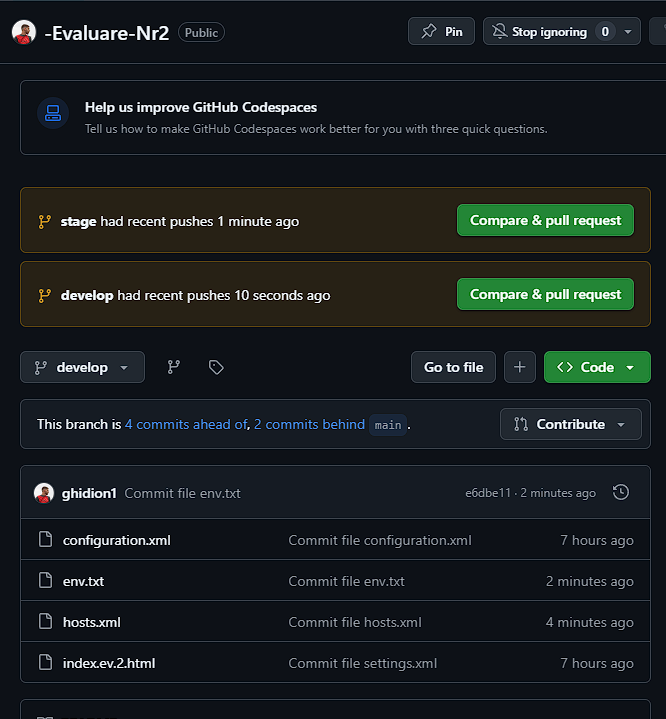 -Evaluare-Nr2 Public Pin Stop ignoring 0
Help us improve GitHub Codespaces
Tell us how to make GitHub Codespaces work better for you with three quick questions.
stage had recent pushes 1 minute ago Compare & pull request
develop had recent pushes 10 seconds ago Compare & pull request
develop Go to file Code
This branch is 4 commits ahead of, 2 commits behind main. Contribute
ghidion1 Commit file env.txt e6dbe11 · 2 minutes ago
configuration.xml Commit file configuration.xml 7 hours ago
env.txt Commit file env.txt 2 minutes ago
hosts.xml Commit file hosts.xml 4 minutes ago
index.ev.2.html Commit file settings.xml 7 hours ago